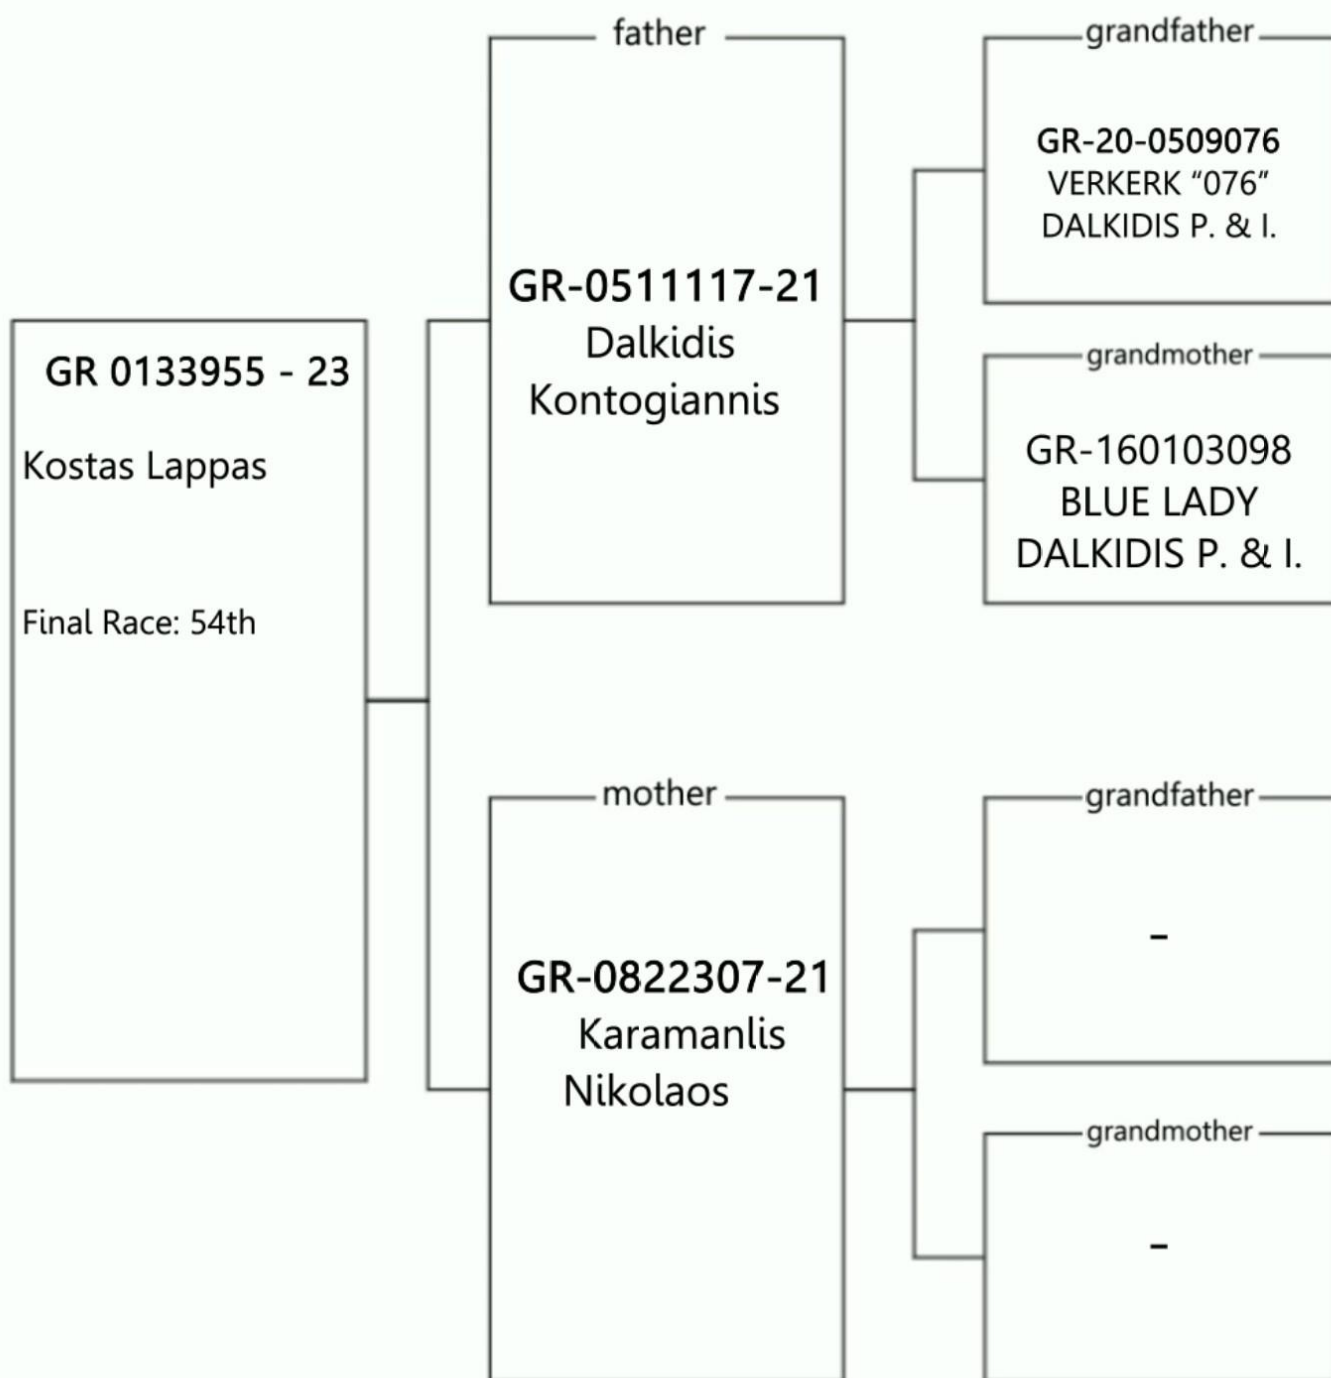 GR 0133955 - 23
Kostas Lappas
Final Race: 54th
father
GR-0511117-21
Dalkidis
Kontogiannis
mother
GR-0822307-21
Karamanlis
Nikolaos
grandfather
GR-20-0509076
VERKERK “076”
DALKIDIS P. & I.
grandmother
GR-160103098
BLUE LADY
DALKIDIS P. & I.
grandfather
-
grandmother
-